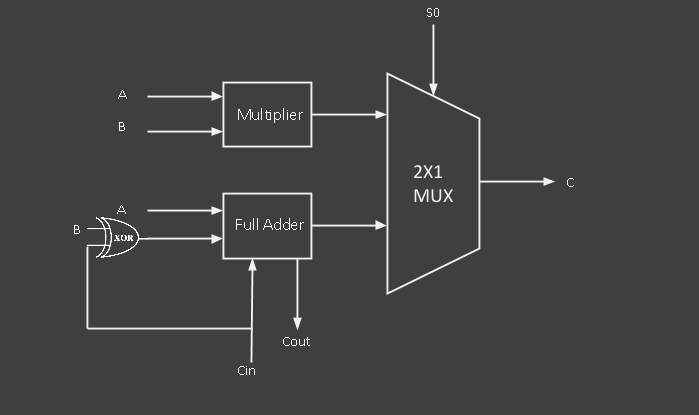 S0
A
Multiplier
B
2X1
MUX
C
A
B
XOR
Full Adder
Cout
Cin